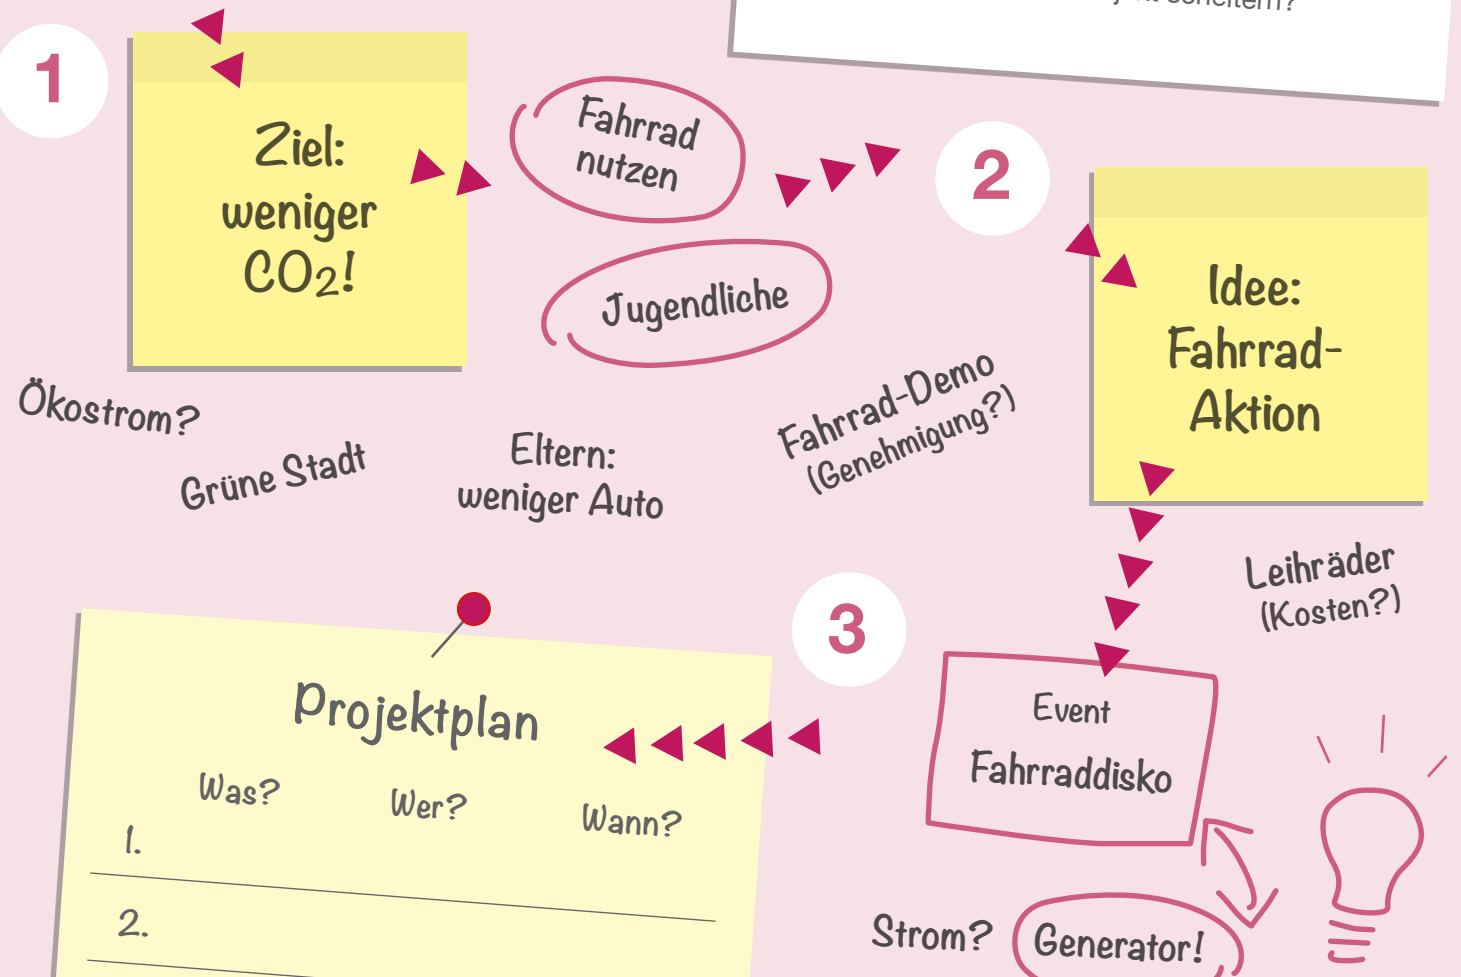 scheitern?
1
Ziel:
weniger
CO₂!
Fahrrad
nutzen
Jugendliche
Ökostrom?
Grüne Stadt
Eltern:
weniger Auto
2
Idee:
Fahrrad-
Aktion
Fahrrad-Demo
(Genehmigung?)
Leihräder
(Kosten?)
Event
Fahrraddisko
Strom?
Generator!
3
Projektplan
Was? Wer? Wann?
1.
2.